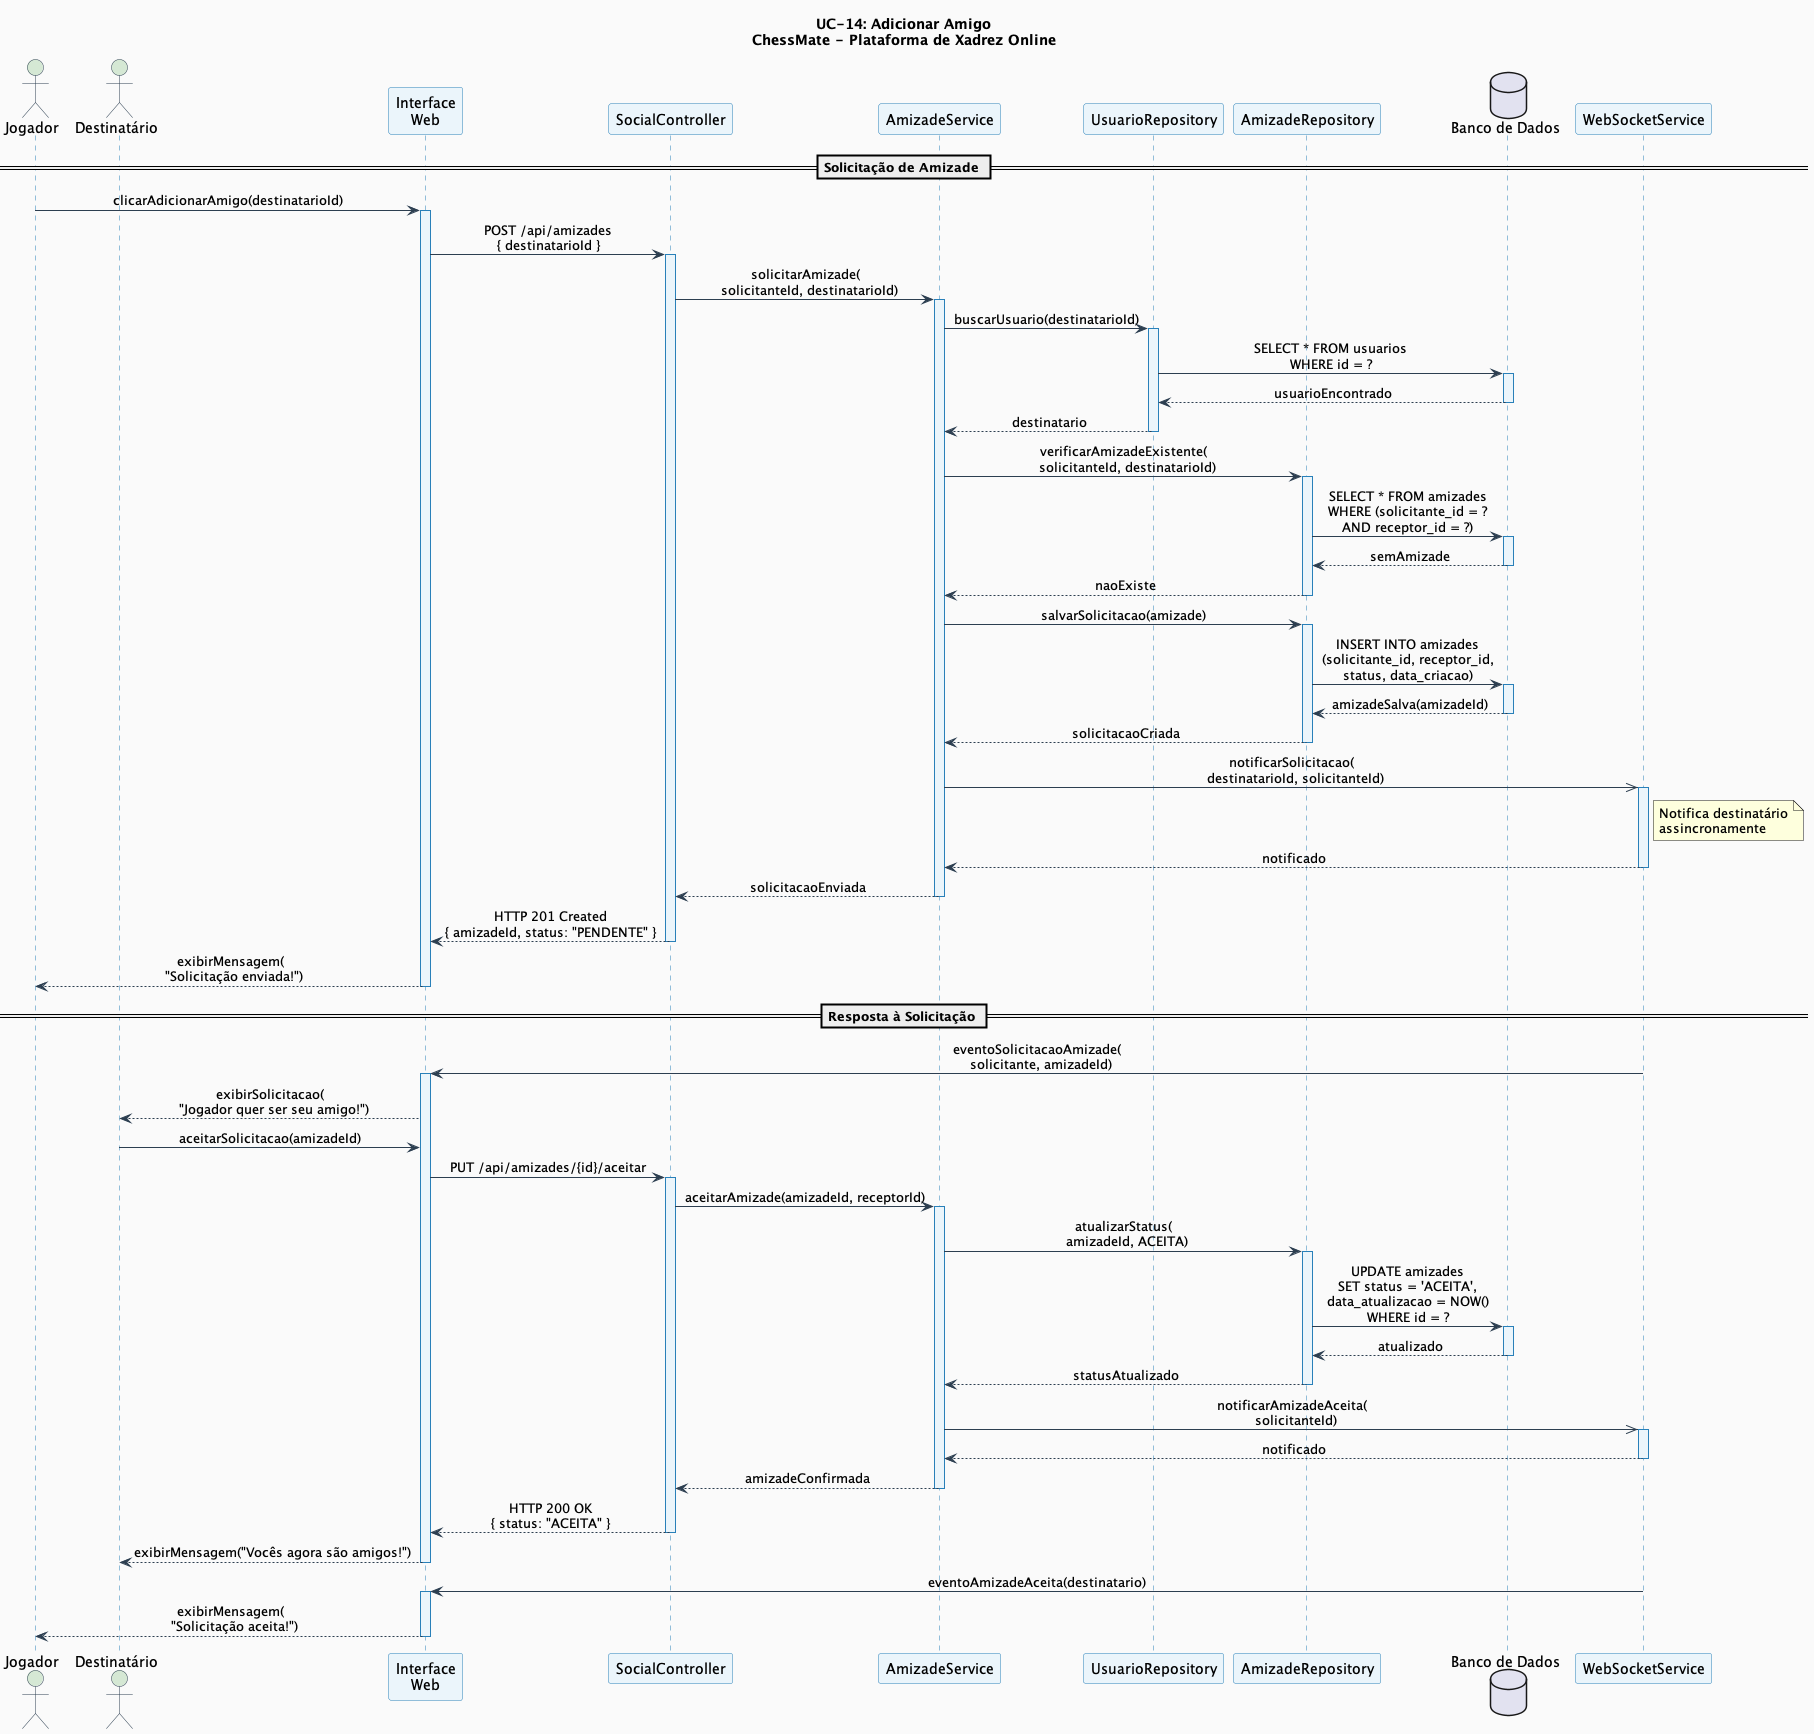 UC-14: Adicionar Amigo
ChessMate - Plataforma de Xadrez Online
Jogador
Destinatário
Interface
Web
SocialController
AmizadeService
UsuarioRepository
AmizadeRepository
Banco de Dados
WebSocketService
Solicitação de Amizade
clicarAdicionarAmigo(destinatarioId)
POST /api/amizades
{ destinatarioId }
solicitarAmizade(
solicitanteId, destinatarioId)
buscarUsuario(destinatarioId)
SELECT * FROM usuarios
WHERE id = ?
usuarioEncontrado
destinatario
verificarAmizadeExistente(
solicitanteId, destinatarioId)
SELECT * FROM amizades
WHERE (solicitante_id = ?
AND receptor_id = ?)
semAmizade
naoExiste
salvarSolicitacao(amizade)
INSERT INTO amizades
(solicitante_id, receptor_id,
status, data_criacao)
amizadeSalva(amizadeId)
solicitacaoCriada
notificarSolicitacao(
destinatarioId, solicitanteId)
Notifica destinatário
assincronamente
notificado
solicitacaoEnviada
HTTP 201 Created
{ amizadeId, status: "PENDENTE" }
exibirMensagem(
"Solicitação enviada!")
Resposta à Solicitação
eventoSolicitacaoAmizade(
solicitante, amizadeId)
exibirSolicitacao(
"Jogador quer ser seu amigo!")
aceitarSolicitacao(amizadeId)
PUT /api/amizades/{id}/aceitar
aceitarAmizade(amizadeId, receptorId)
atualizarStatus(
amizadeId, ACEITA)
UPDATE amizades
SET status = 'ACEITA',
data_atualizacao = NOW()
WHERE id = ?
atualizado
statusAtualizado
notificarAmizadeAceita(
solicitanteId)
notificado
amizadeConfirmada
HTTP 200 OK
{ status: "ACEITA" }
exibirMensagem("Vocês agora são amigos!")
eventoAmizadeAceita(destinatario)
exibirMensagem(
"Solicitação aceita!")
Jogador
Destinatário
Interface
Web
SocialController
AmizadeService
UsuarioRepository
AmizadeRepository
Banco de Dados
WebSocketService